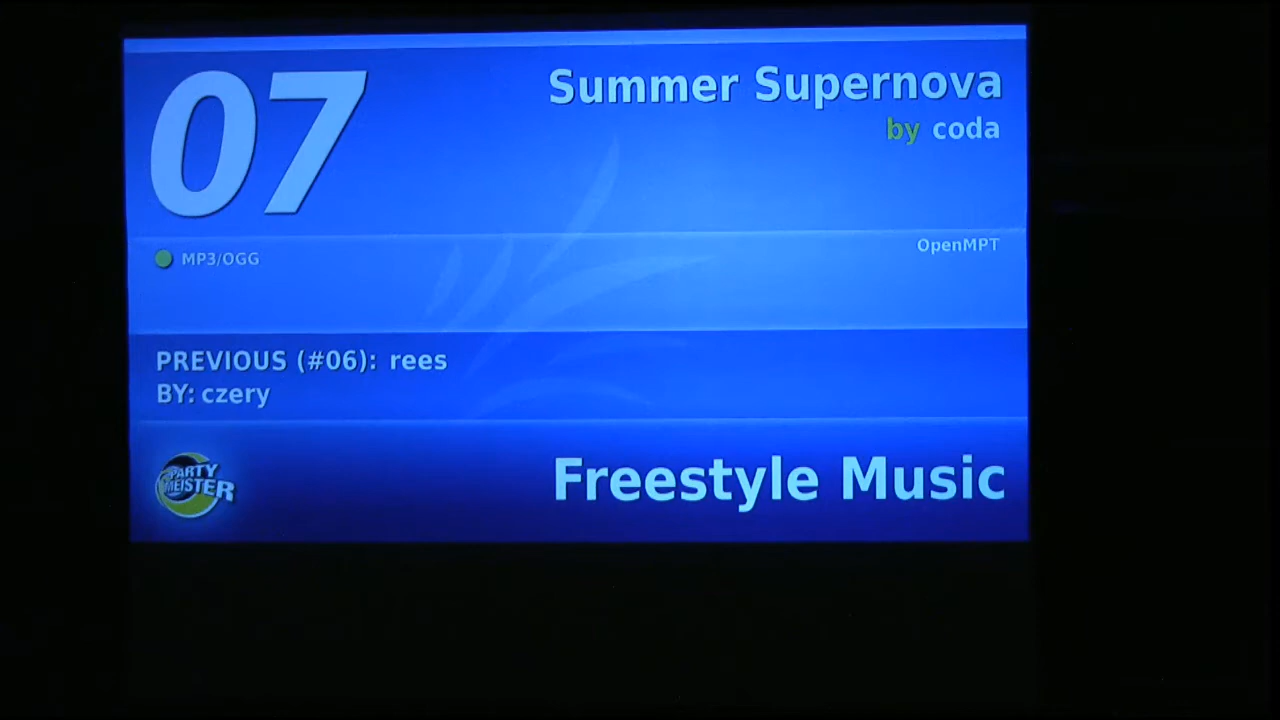 07
Summer Supernova
by coda
MP3/OGG
OpenMPT
PREVIOUS (#06): rees
BY: czery
PARTY
MEISTER
Freestyle Music